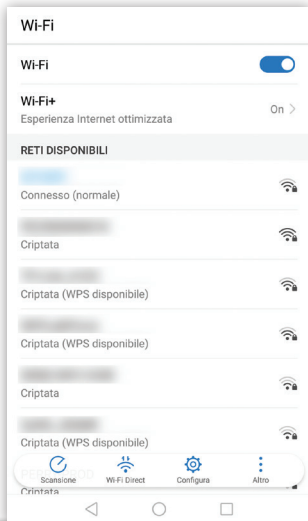 Wi-Fi
Wi-Fi
Wi-Fi+
On
Esperienza Internet ottimizzata
RETI DISPONIBILI
Connesso (normale)
Criptata
Criptata (WPS disponibile)
Criptata (WPS disponibile)
Criptata
Criptata (WPS disponibile)
Scansione
Wi-Fi Direct
Configura
Altro
Criptata